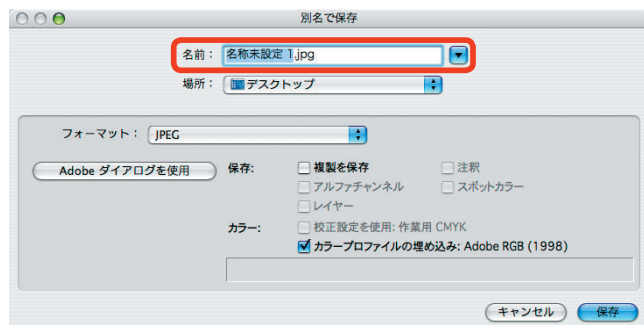 別名で保存
名前： 名称未設定 1.jpg
場所： デスクトップ
フォーマット： JPEG
Adobe ダイアログを使用 保存: 複製を保存 注釈
アルファチャンネル スポットカラー
レイヤー
カラー: 校正設定を使用: 作業用 CMYK
カラープロファイルの埋め込み: Adobe RGB (1998)
キャンセル 保存